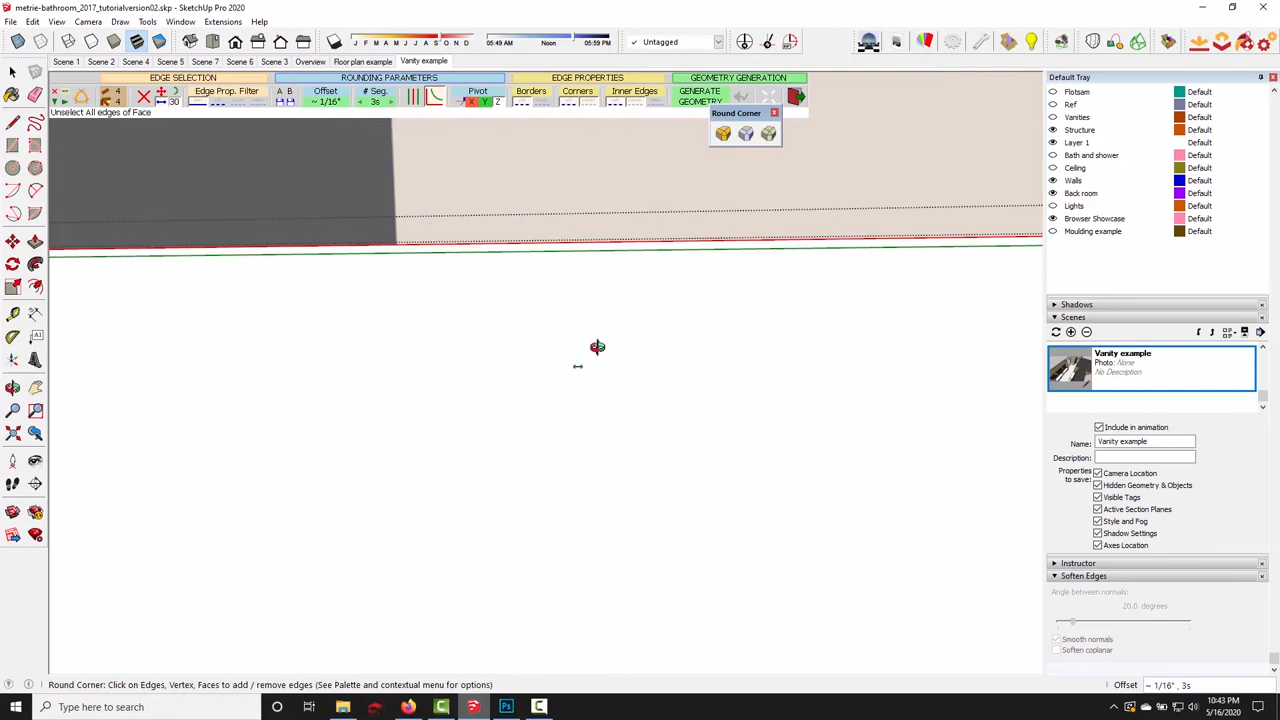 metrie-bathroom_2017_tutorialversion02.skp - SketchUp Pro 2020
File Edit View Camera Draw Tools Window Extensions Help
J F M A M J J A S O N D
05:49 AM Noon 05:59 PM
Untagged
Scene 1 Scene 2 Scene 4 Scene 5 Scene 7 Scene 6 Scene 3 Overview Floor plan example Vanity example
EDGE SELECTION ROUNDING PARAMETERS EDGE PROPERTIES GEOMETRY GENERATION
4 4 30 Edge Prop. Filter A B Offset ~ 1/16" # Seg. 3s Pivot X Y Z Borders Corners Inner Edges GENERATE GEOMETRY
Unselect All edges of Face
Round Corner
Default Tray
Flotsam Default
Ref Default
Vanities Default
Structure Default
Layer 1 Default
Bath and shower Default
Ceiling Default
Walls Default
Back room Default
Lights Default
Browser Showcase Default
Moulding example Default
Shadows
Scenes
Vanity example
Photo: None
No Description
Include in animation
Name: Vanity example
Description:
Properties to save:
Camera Location
Hidden Geometry & Objects
Visible Tags
Active Section Planes
Style and Fog
Shadow Settings
Axes Location
Instructor
Soften Edges
Angle between normals:
20.0 degrees
Smooth normals
Soften coplanar
Round Corner: Click on Edges, Vertex, Faces to add / remove edges (See Palette and contextual menu for options)
Offset ~ 1/16" , 3s
Type here to search
10:43 PM
5/16/2020